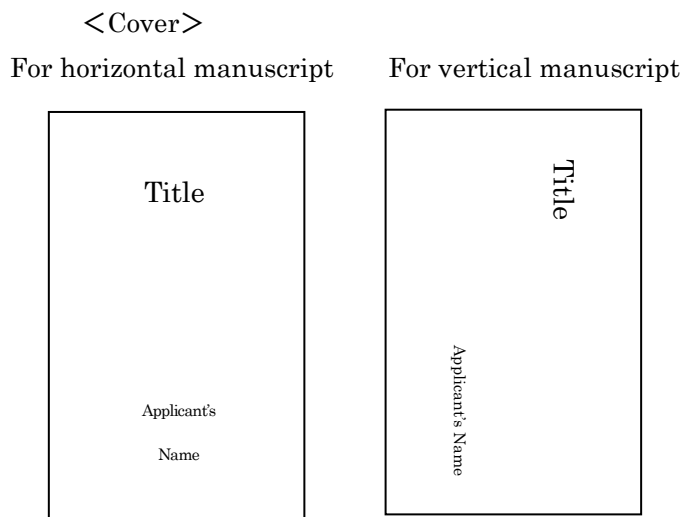 ＜Cover＞
For horizontal manuscript
For vertical manuscript
Title
Applicant's
Name
Title
Applicant's Name